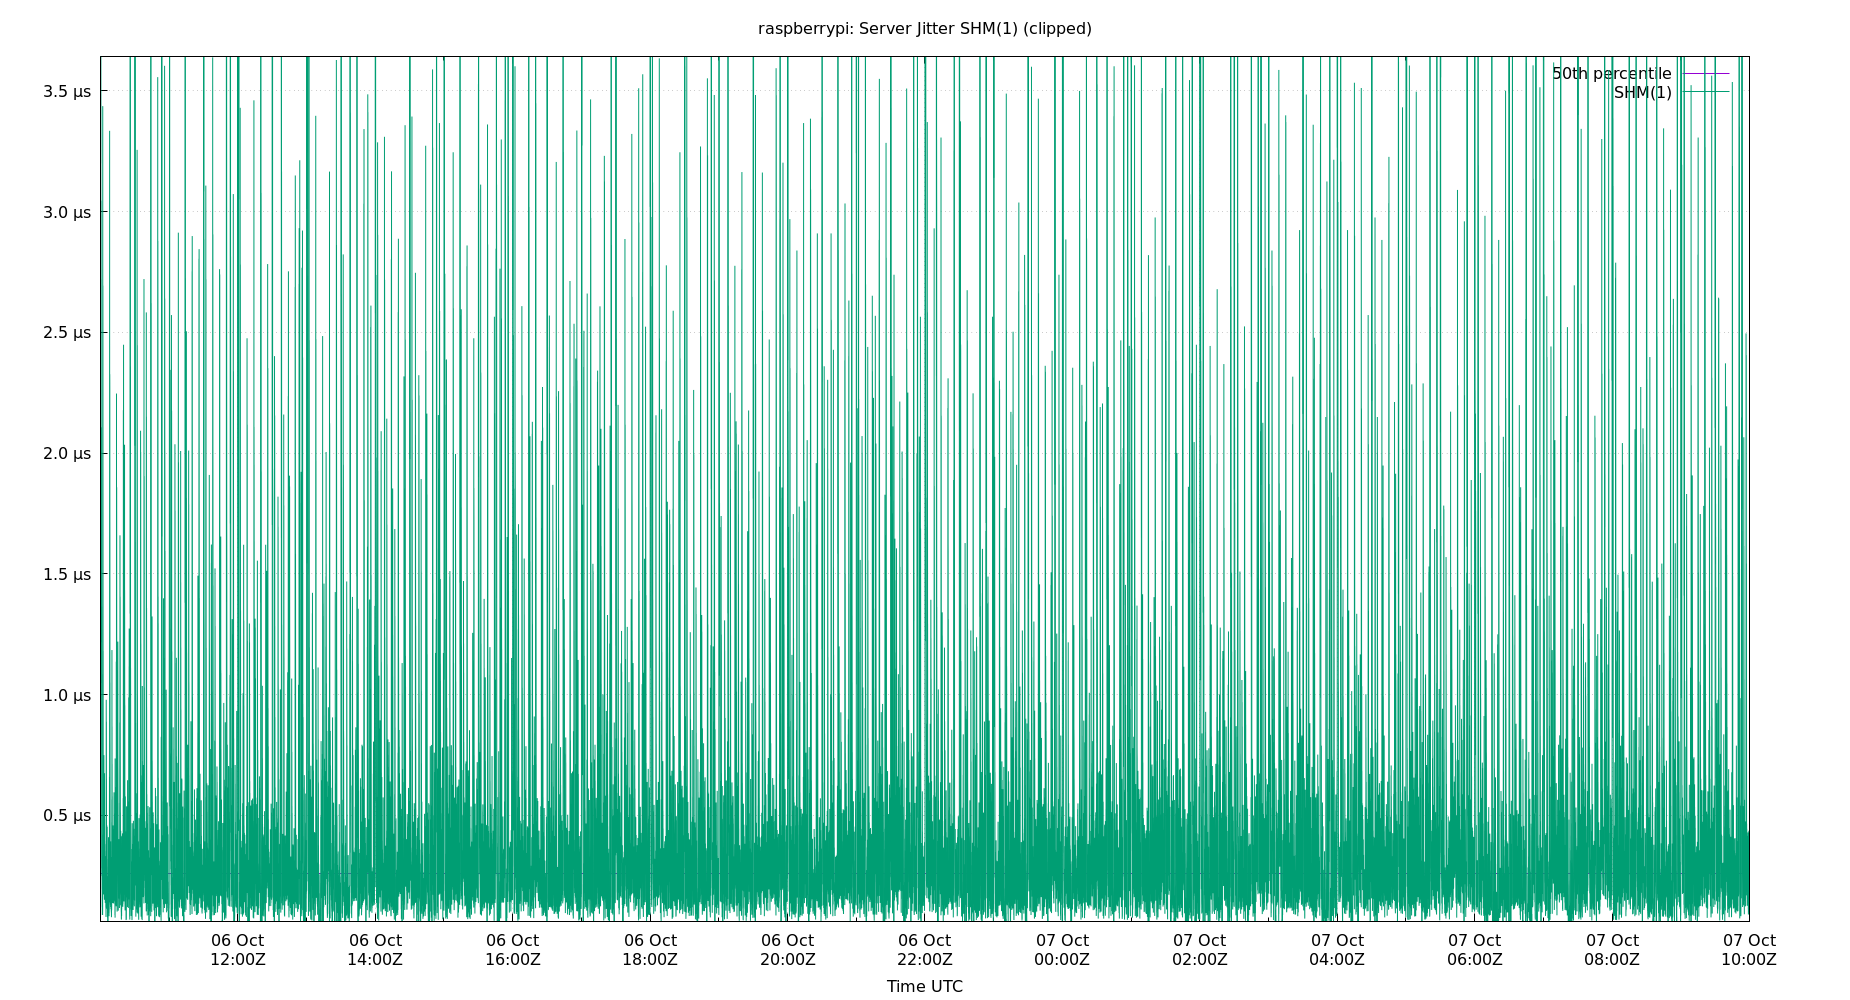 raspberrypi: Server Jitter SHM(1) (clipped)
50th percentile
SHM(1)
3.5 µs
3.0 µs
2.5 µs
2.0 µs
1.5 µs
1.0 µs
0.5 µs
06 Oct 06 Oct 06 Oct 06 Oct 06 Oct 06 Oct 07 Oct 07 Oct 07 Oct 07 Oct 07 Oct 07 Oct
12:00Z 14:00Z 16:00Z 18:00Z 20:00Z 22:00Z 00:00Z 02:00Z 04:00Z 06:00Z 08:00Z 10:00Z
Time UTC